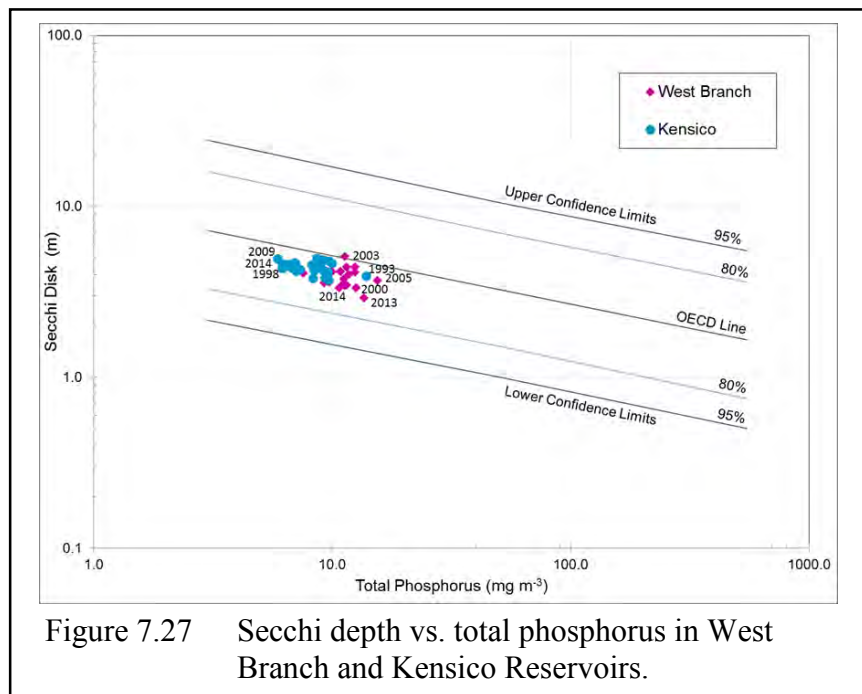 100.0
West Branch
Kensico
Upper Confidence Limits
95%
10.0
80%
2009
2003
2014
1993
1998
2005
2014
2000
2013
OECD Line
Secchi Disk (m)
1.0
80%
Lower Confidence Limits
95%
0.1
1.0
10.0
100.0
1000.0
Total Phosphorus (mg m-3)
Figure 7.27 Secchi depth vs. total phosphorus in West
Branch and Kensico Reservoirs.